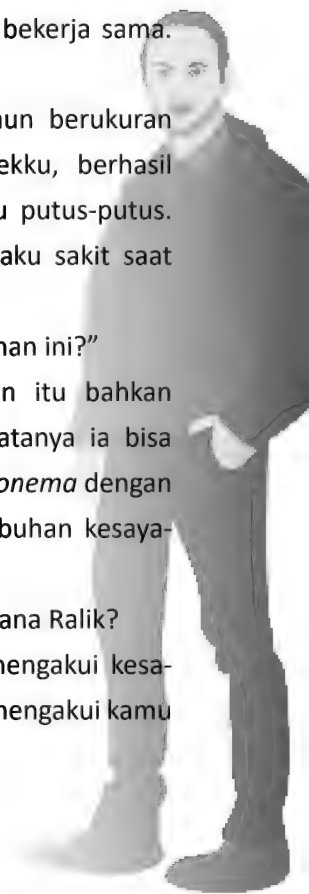 bekerja sama.
un berukuran
ekku, berhasil
u putus-putus.
aku sakit saat
nan ini?”
n itu bahkan
atanya ia bisa
onema dengan
buhan kesaya-
ana Ralik?
mengakui kesa-
mengakui kamu